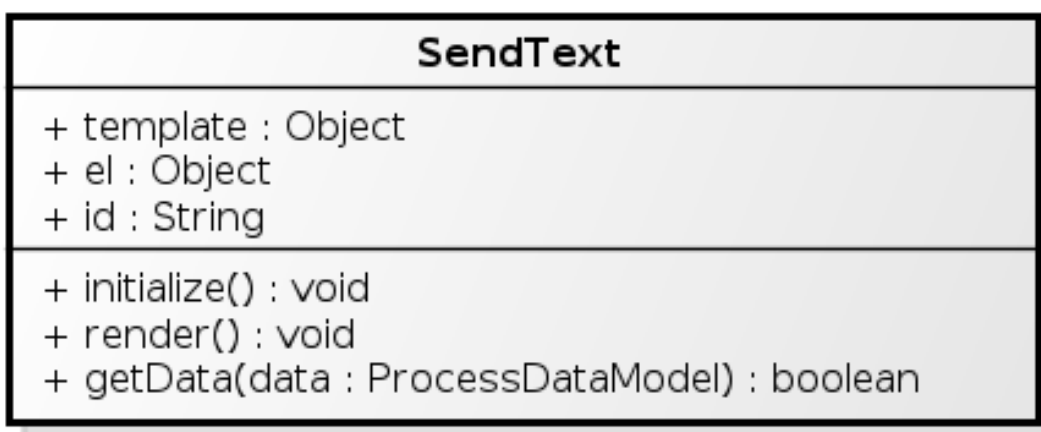 SendText
+ template : Object
+ el : Object
+ id : String
+ initialize() : void
+ render() : void
+ getData(data : ProcessDataModel) : boolean